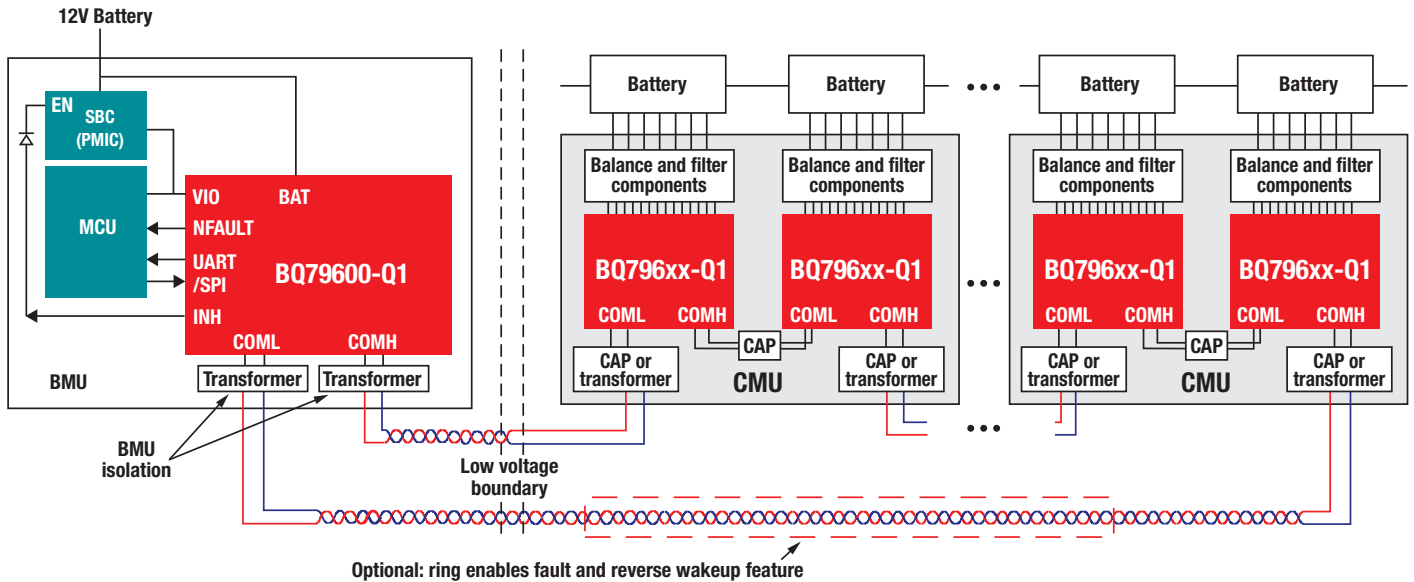 12V Battery
EN
SBC
(PMIC)
MCU
VIO
BAT
NFAULT
UART
/SPI
BQ79600-Q1
INH
COML
COMH
Transformer
Transformer
BMU
BMU
isolation
Low voltage
boundary
Battery
Battery
•••
Battery
Battery
Balance and filter
components
Balance and filter
components
Balance and filter
components
Balance and filter
components
BQ796xx-Q1
BQ796xx-Q1
•••
BQ796xx-Q1
BQ796xx-Q1
COML
COMH
COML
COMH
COML
COMH
COML
COMH
CAP
CAP
CAP or
transformer
CAP or
transformer
CAP or
transformer
CAP or
transformer
CMU
CMU
•••
Optional: ring enables fault and reverse wakeup feature